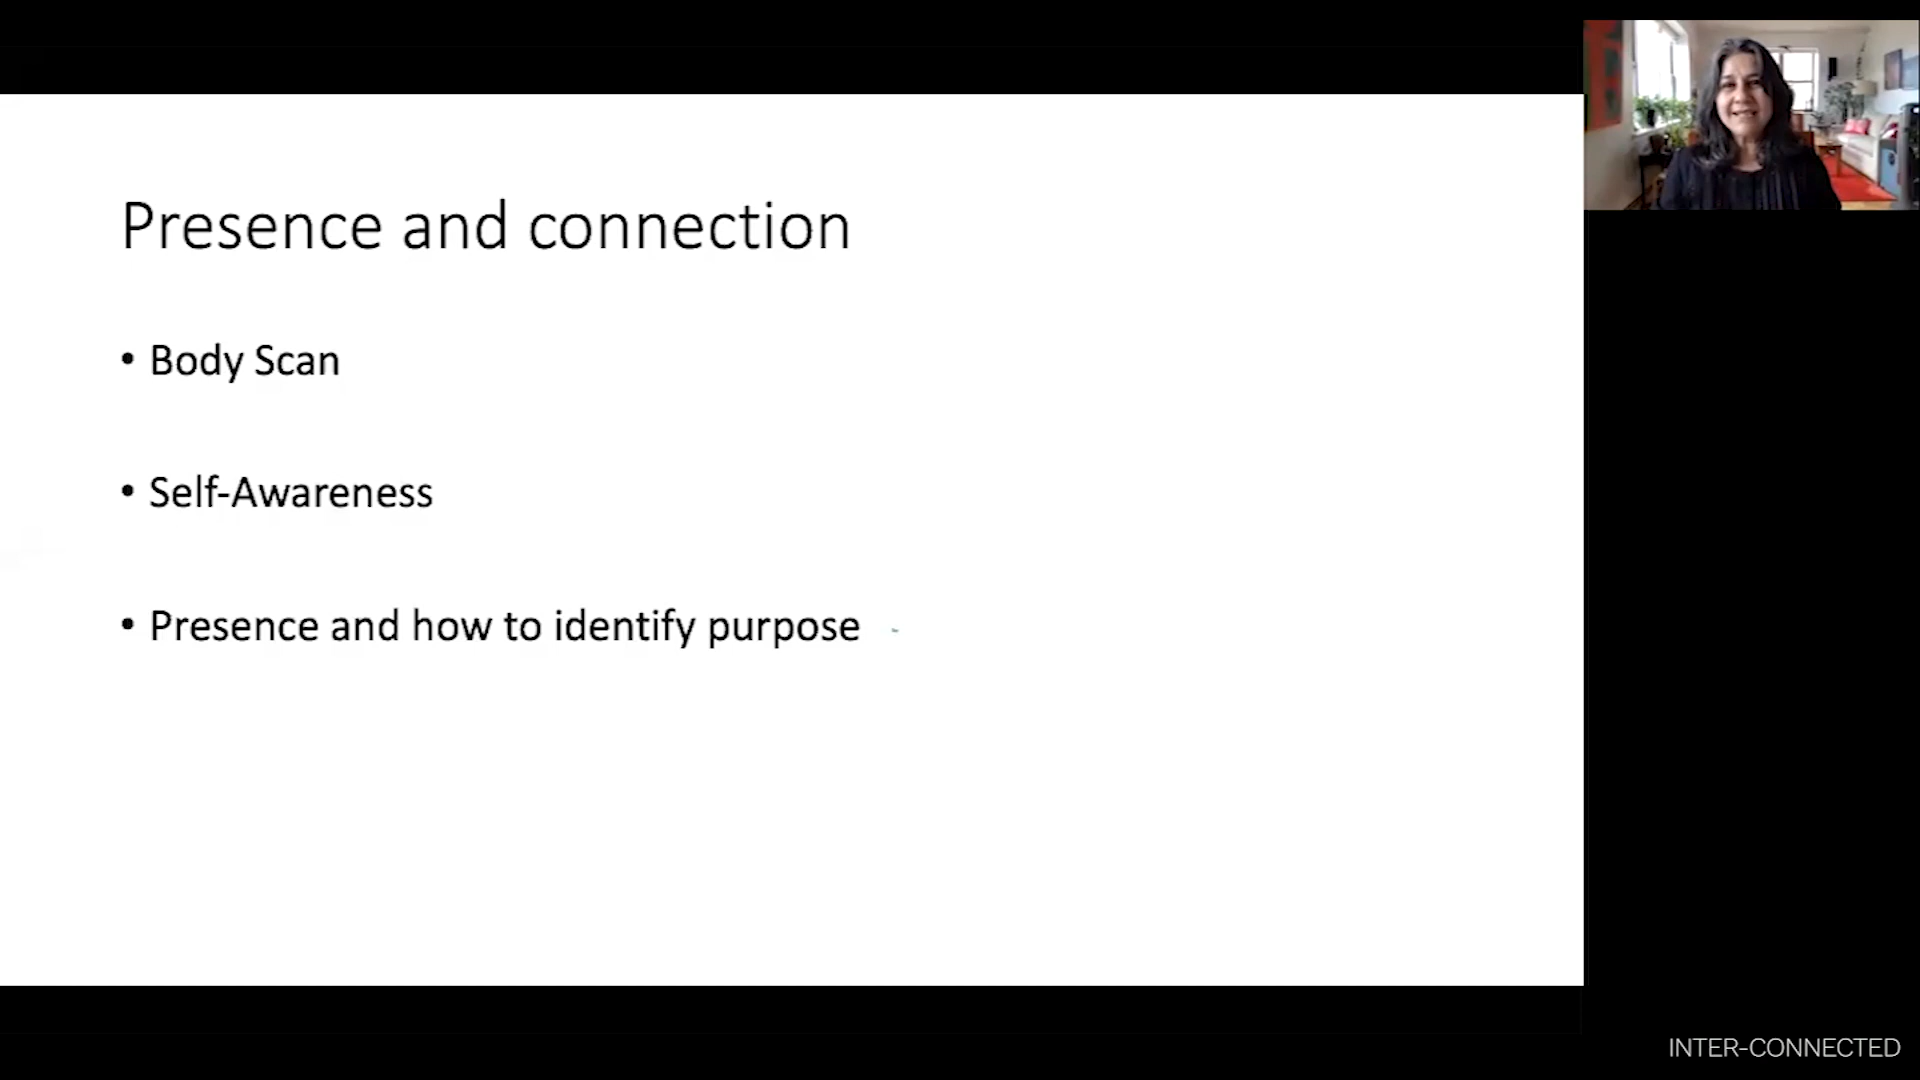 Presence and connection
• Body Scan
• Self-Awareness
• Presence and how to identify purpose
INTER-CONNECTED